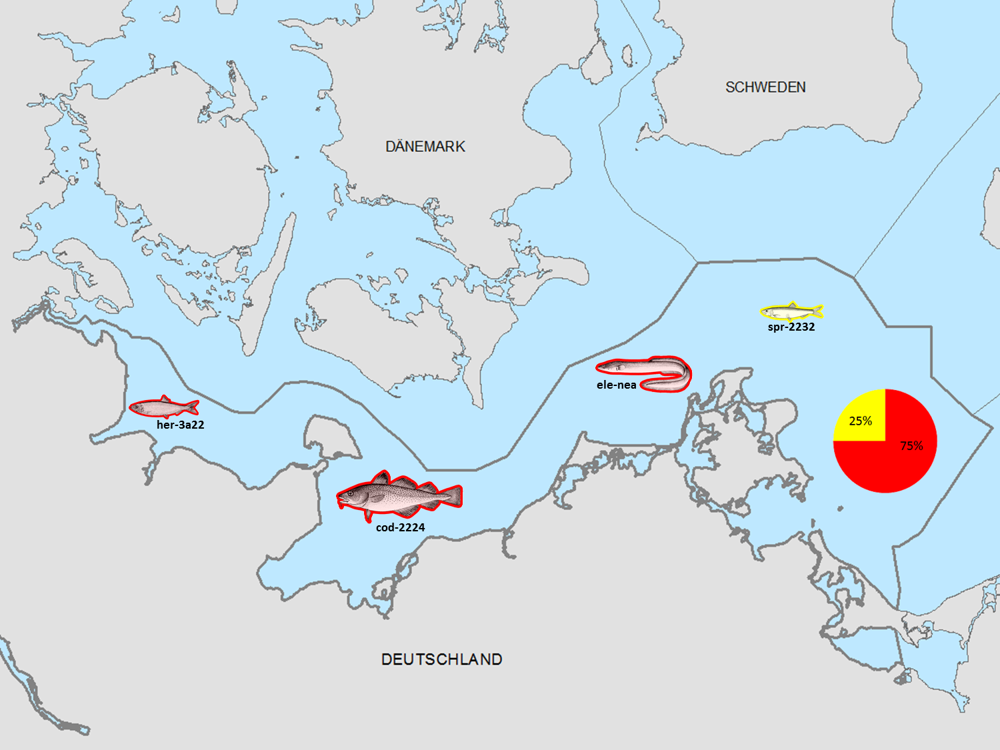 SCHWEDEN
DÄNEMARK
spr-2232
ele-nea
her-3a22
25%
75%
cod-2224
DEUTSCHLAND